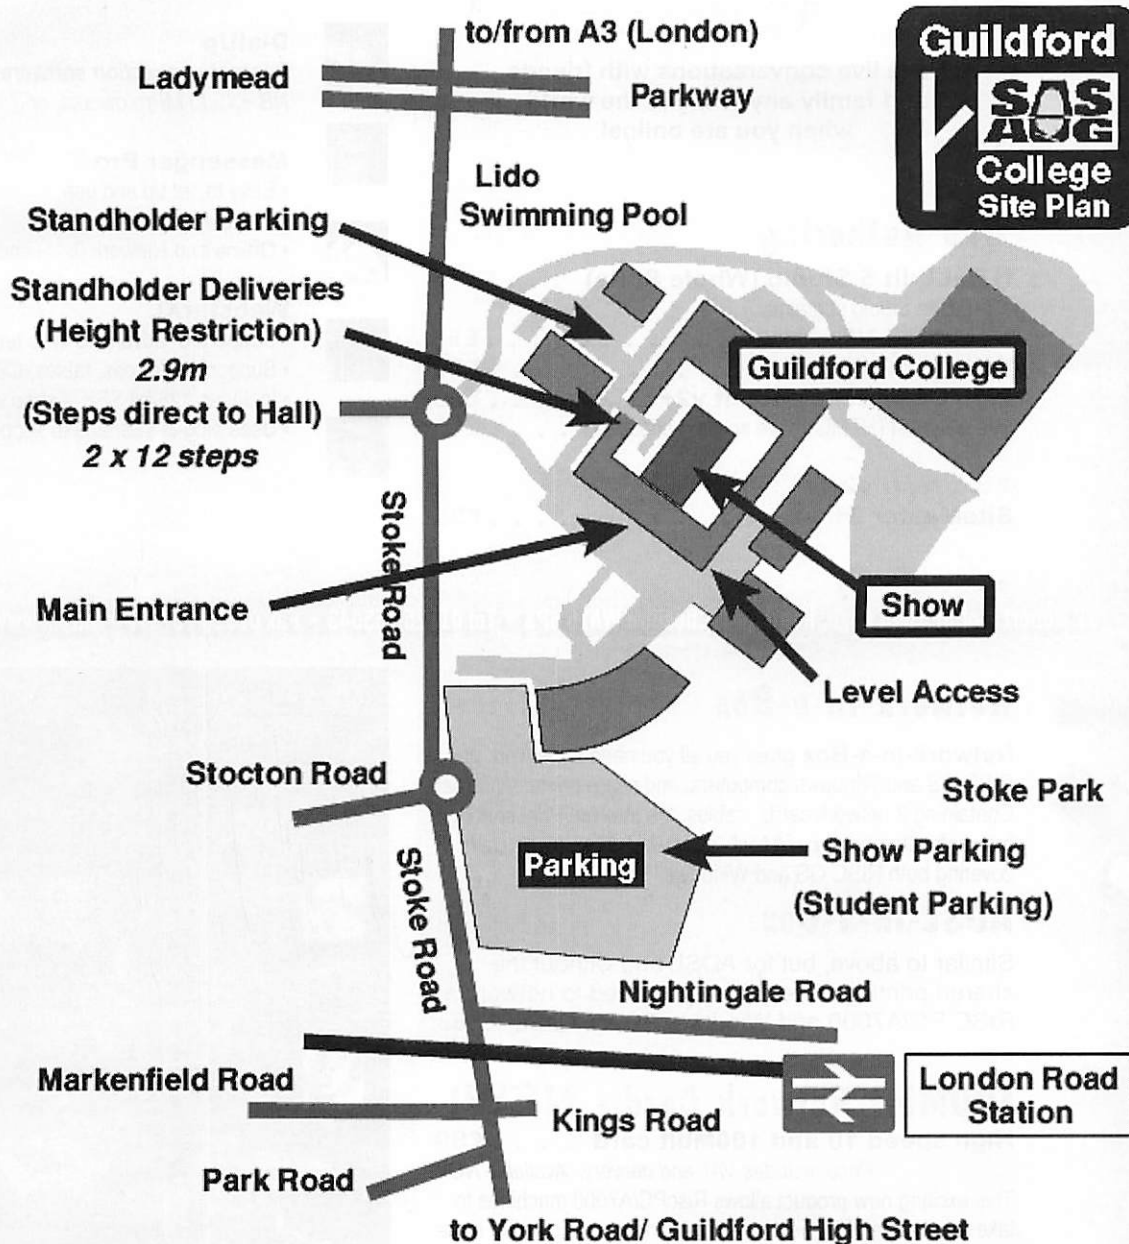 to/from A3 (London)
Ladymead
Parkway
Guildford
SAS
AUG
College
Site Plan
Lido
Swimming Pool
Standholder Parking
Standholder Deliveries
(Height Restriction)
2.9m
(Steps direct to Hall)
2 x 12 steps
Guildford College
Stoke Road
Main Entrance
Show
Level Access
Stocton Road
Stoke Park
Parking
Show Parking
(Student Parking)
Stoke Road
Nightingale Road
Markenfield Road
London Road
Station
Kings Road
Park Road
to York Road/ Guildford High Street